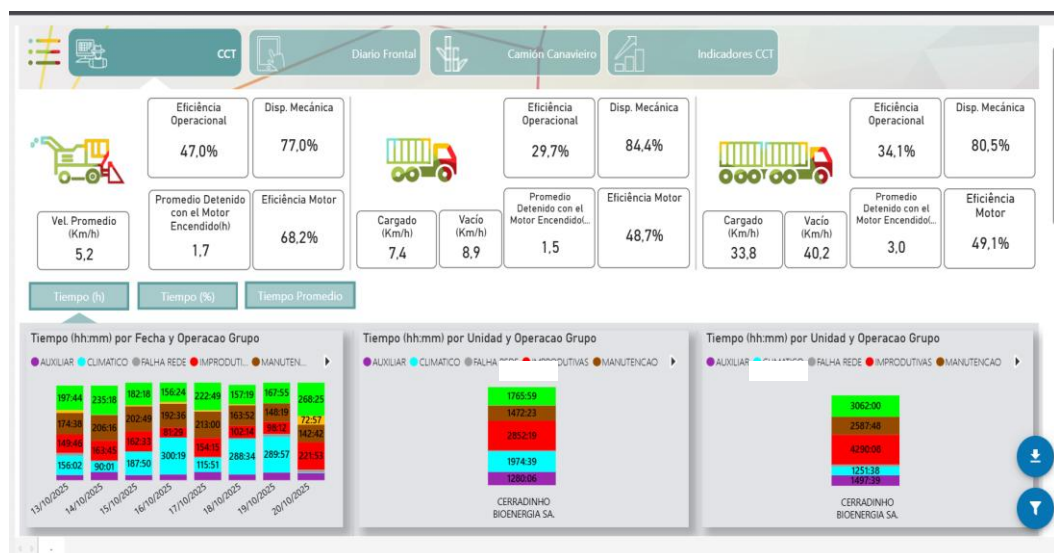 CCT
Diario Frontal
Camión Canavieiro
Indicadores CCT
Eficiência
Operacional
47,0%
Disp. Mecánica
77,0%
Vel. Promedio
(Km/h)
5,2
Promedio Detenido
con el Motor
Encendido(h)
1,7
Eficiência Motor
68,2%
Eficiência
Operacional
29,7%
Disp. Mecánica
84,4%
Cargado
(Km/h)
7,4
Vacío
(Km/h)
8,9
Promedio
Detenido con el
Motor Encendido(...
1,5
Eficiência Motor
48,7%
Eficiência
Operacional
34,1%
Disp. Mecánica
80,5%
Cargado
(Km/h)
33,8
Vacío
(Km/h)
40,2
Promedio
Detenido con el
Motor Encendido(...
3,0
Eficiência
Motor
49,1%
Tiempo (h)
Tiempo (%)
Tiempo Promedio
Tiempo (hh:mm) por Fecha y Operacao Grupo
AUXILIAR CLIMATICO FALHA REDE IMPRODUTI... MANUTEN...
197:44 235:18 182:18 156:24 222:49 157:19 167:55 268:25
72:57
174:38 206:16 202:49 192:36 213:00 163:52 148:19 142:42
149:46 163:45 162:33 81:29 154:15 102:14 98:12 221:53
156:02 90:01 187:50 300:19 115:51 288:34 289:57
13/10/2025 14/10/2025 15/10/2025 16/10/2025 17/10/2025 18/10/2025 19/10/2025 20/10/2025
Tiempo (hh:mm) por Unidad y Operacao Grupo
AUXILIAR CLIMATICO FALHA IMPRODUTIVAS MANUTENCAO
1765:59
1472:23
2852:19
1974:39
1280:06
CERRADINHO
BIOENERGIA SA.
Tiempo (hh:mm) por Unidad y Operacao Grupo
AUXILIAR FALHA REDE IMPRODUTIVAS MANUTENCAO
3062:00
2587:48
4290:08
1251:38
1497:39
CERRADINHO
BIOENERGIA SA.